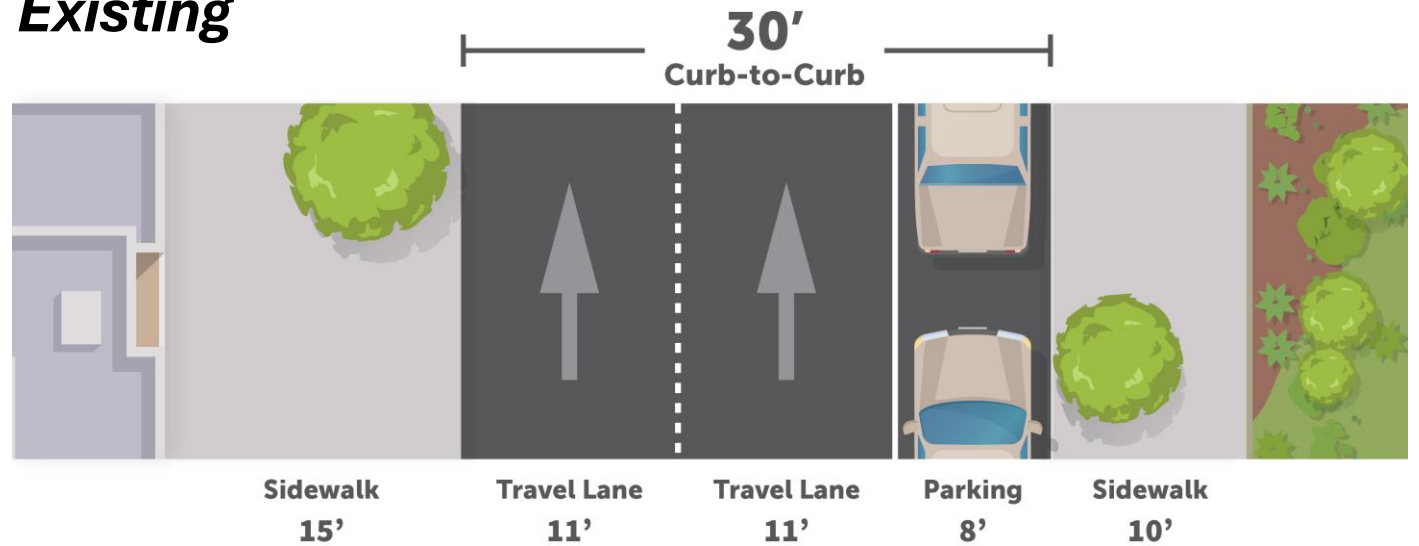 Existing
30’
Curb-to-Curb
Sidewalk Travel Lane Travel Lane Parking Sidewalk
15’ 11’ 11’ 8’ 10’